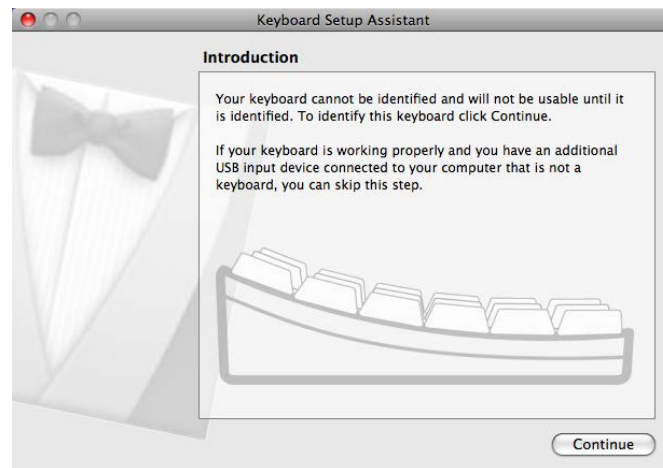 Keyboard Setup Assistant
Introduction
Your keyboard cannot be identified and will not be usable until it
is identified. To identify this keyboard click Continue.
If your keyboard is working properly and you have an additional
USB input device connected to your computer that is not a
keyboard, you can skip this step.
Continue